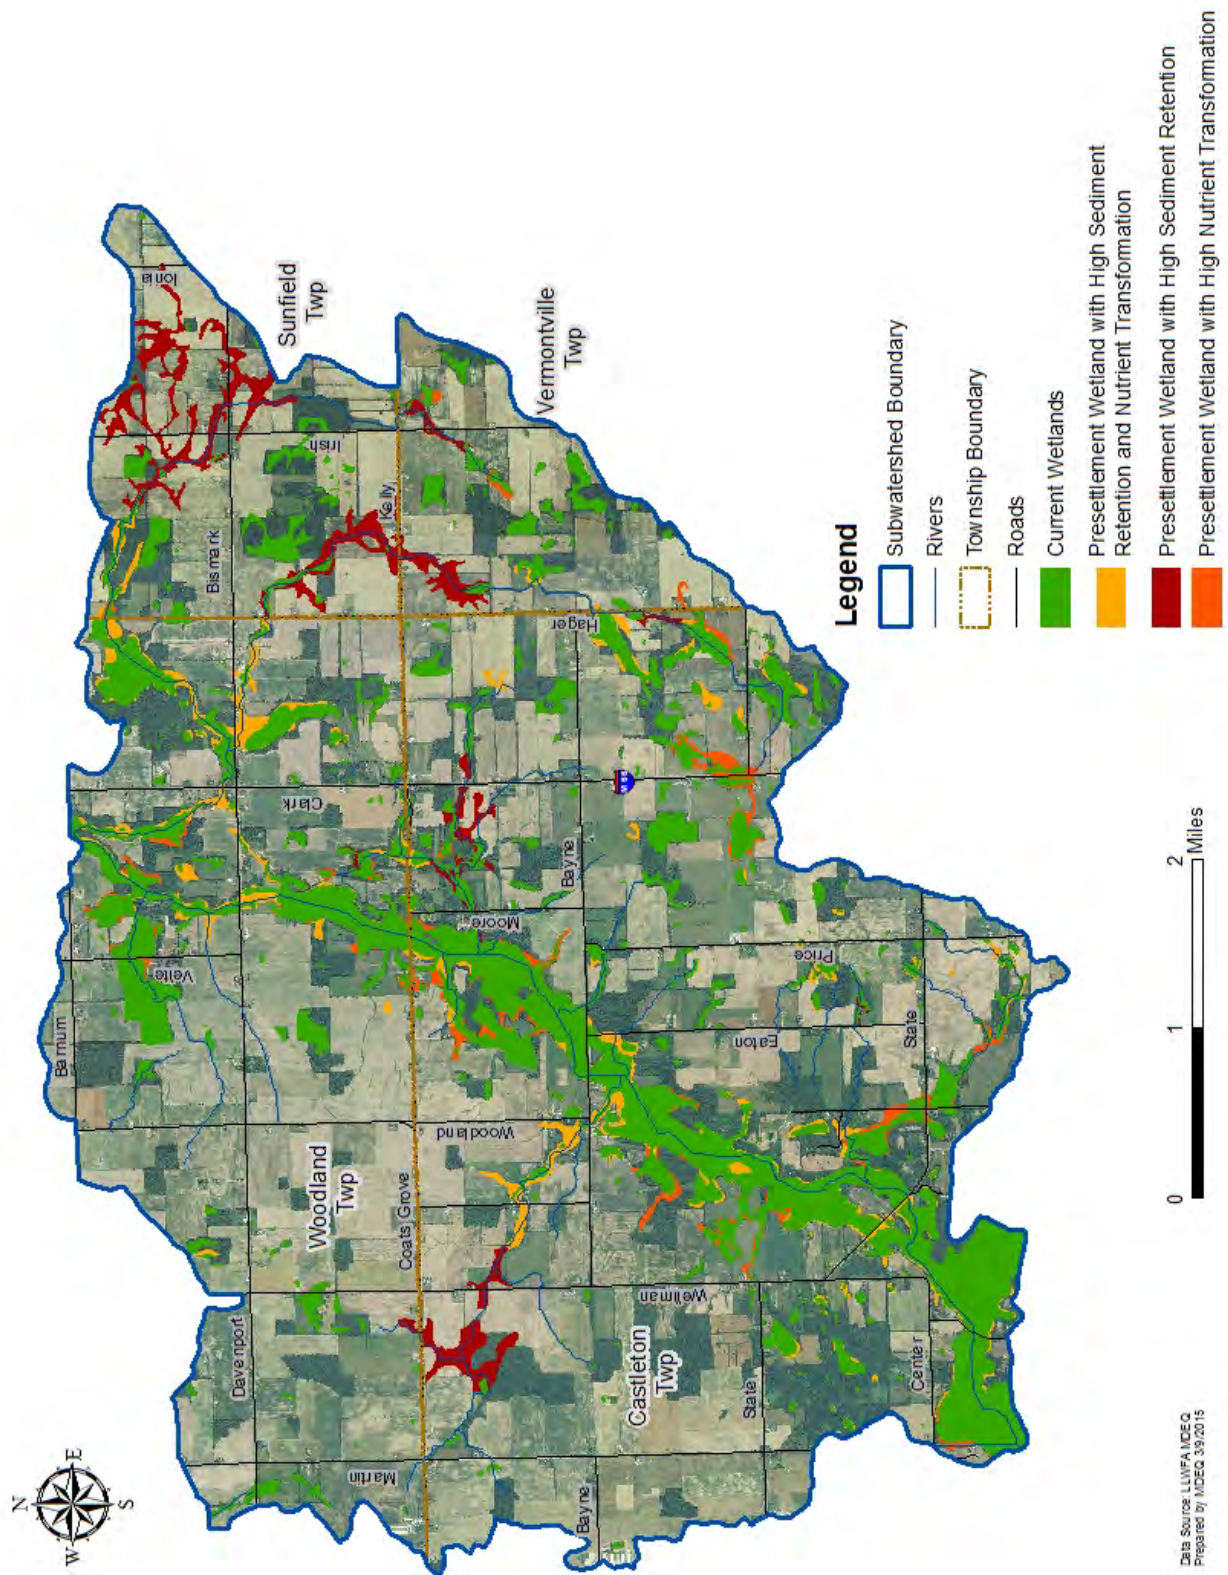 N
W
E
S
Ionia
Sunfield
Twp
Bismark
Irish
Kelly
Vermontville
Twp
Hager
Barnum
Velte
Clark
Moore
Bayne
M 66
Price
Eaton
State
Woodland
Woodland
Twp
Coats Grove
Davenport
Martin
Wellman
Castleton
Twp
State
Center
Bayne
Legend
Subwatershed Boundary
Rivers
Township Boundary
Roads
Current Wetlands
Presettlement Wetland with High Sediment
Retention and Nutrient Transformation
Presettlement Wetland with High Sediment Retention
Presettlement Wetland with High Nutrient Transformation
0
1
2
Miles
Data Source: LLWFA MDEQ
Prepared by MDEQ 3/9/2015